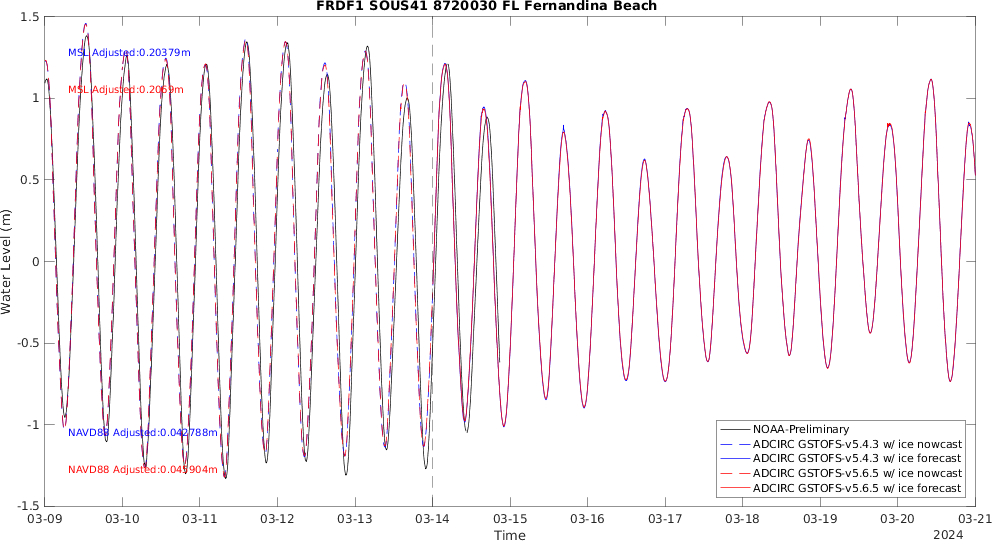 FRDF1 SOUS41 8720030 FL Fernandina Beach
1.5
1
0.5
0
-0.5
-1
-1.5
Water Level (m)
MSL Adjusted:0.20379m
MSL Adjusted:0.2059m
NAVD88 Adjusted:0.042788m
NAVD88 Adjusted:0.045904m
NOAA-Preliminary
ADCIRC GSTOFS-v5.4.3 w/ ice nowcast
ADCIRC GSTOFS-v5.4.3 w/ ice forecast
ADCIRC GSTOFS-v5.6.5 w/ ice nowcast
ADCIRC GSTOFS-v5.6.5 w/ ice forecast
03-09 03-10 03-11 03-12 03-13 03-14 03-15 03-16 03-17 03-18 03-19 03-20 03-21
Time
2024